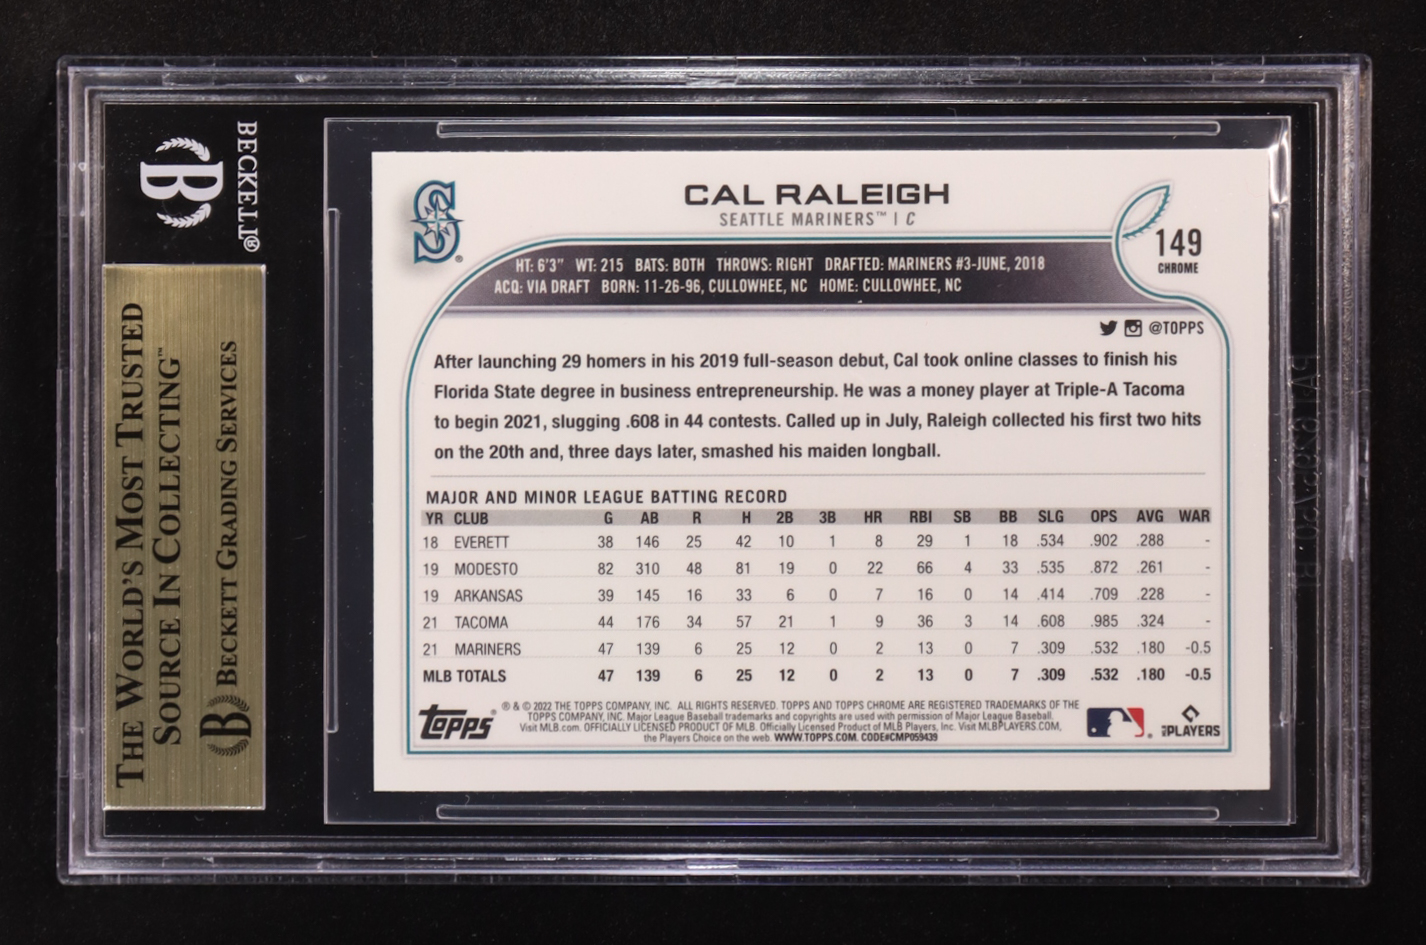 BECKETT®
B
THE WORLD'S MOST TRUSTED
SOURCE IN COLLECTING™
B BECKETT GRADING SERVICES
S®
CAL RALEIGH
SEATTLE MARINERS™ | C
149
CHROME
HT: 6'3" WT: 215 BATS: BOTH THROWS: RIGHT DRAFTED: MARINERS #3-JUNE, 2018
ACQ: VIA DRAFT BORN: 11-26-96, CULLOWHEE, NC HOME: CULLOWHEE, NC
@TOPPS
After launching 29 homers in his 2019 full-season debut, Cal took online classes to finish his
Florida State degree in business entrepreneurship. He was a money player at Triple-A Tacoma
to begin 2021, slugging .608 in 44 contests. Called up in July, Raleigh collected his first two hits
on the 20th and, three days later, smashed his maiden longball.
MAJOR AND MINOR LEAGUE BATTING RECORD
YR CLUB G AB R H 2B 3B HR RBI SB BB SLG OPS AVG WAR
18 EVERETT 38 146 25 42 10 1 8 29 1 18 .534 .902 .288 -
19 MODESTO 82 310 48 81 19 0 22 66 4 33 .535 .872 .261 -
19 ARKANSAS 39 145 16 33 6 0 7 16 0 14 .414 .709 .228 -
21 TACOMA 44 176 34 57 21 1 9 36 3 14 .608 .985 .324 -
21 MARINERS 47 139 6 25 12 0 2 13 0 7 .309 .532 .180 -0.5
MLB TOTALS 47 139 6 25 12 0 2 13 0 7 .309 .532 .180 -0.5
Topps®
® & © 2022 THE TOPPS COMPANY, INC. ALL RIGHTS RESERVED. TOPPS AND TOPPS CHROME ARE REGISTERED TRADEMARKS OF THE
TOPPS COMPANY, INC. Major League Baseball trademarks and copyrights are used with permission of Major League Baseball.
Visit MLB.com. OFFICIALLY LICENSED PRODUCT OF MLB. Officially Licensed Product of MLB Players, Inc. Visit MLBPLAYERS.COM,
the Players Choice on the web. WWW.TOPPS.COM. CODE#CMP059439
MLB PLAYERS